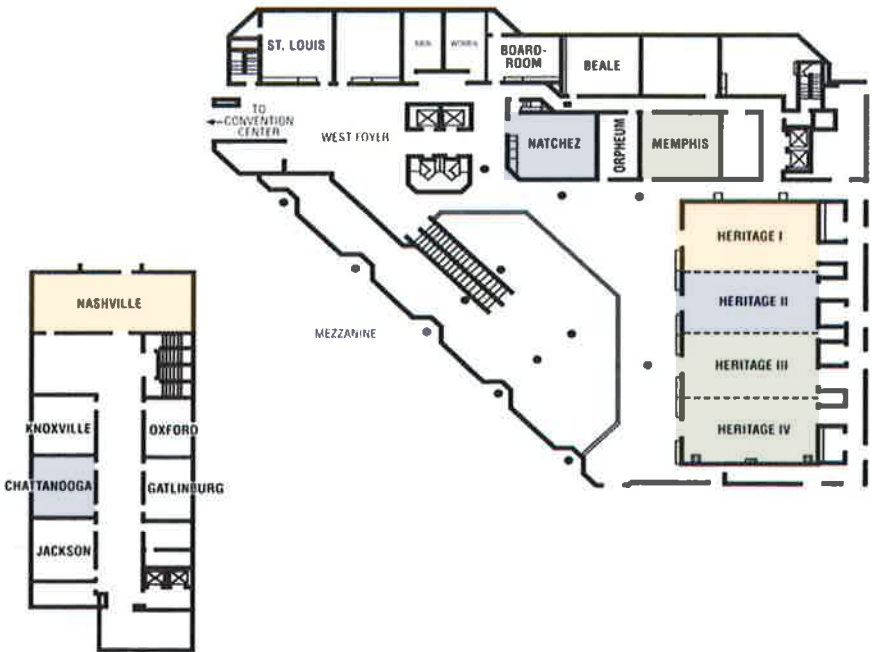 ST. LOUIS
MEN
WOMEN
BOARD-
ROOM
BEALE
TO
CONVENTION
CENTER
WEST FOYER
NATCHEZ
ORPHEUM
MEMPHIS
HERITAGE I
HERITAGE II
HERITAGE III
HERITAGE IV
MEZZANINE
NASHVILLE
KNOXVILLE
OXFORD
CHATTANOOGA
GATLINBURG
JACKSON